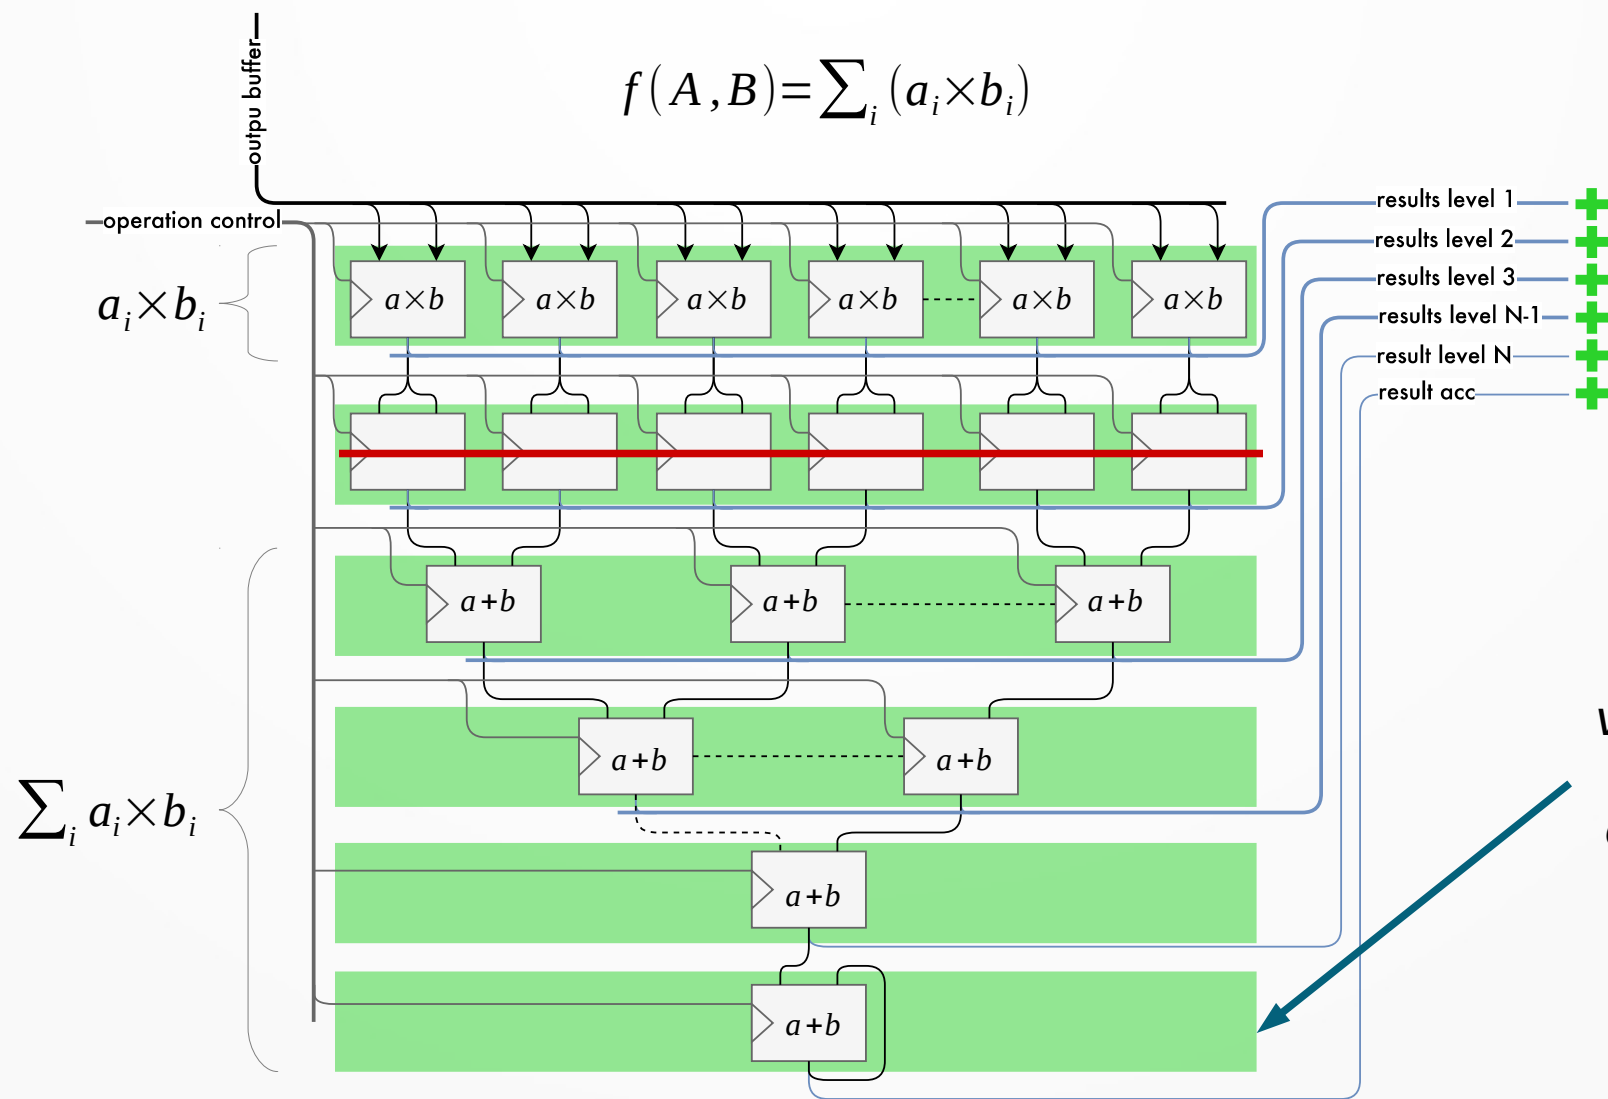 outpu buffer
f(A,B)=∑i(ai×bi)
results level 1
operation control
results level 2
results level 3
ai×bi
a×b a×b a×b a×b a×b a×b
results level N-1
result level N
result acc
a+b a+b a+b
a+b a+b
∑i ai×bi
a+b
a+b